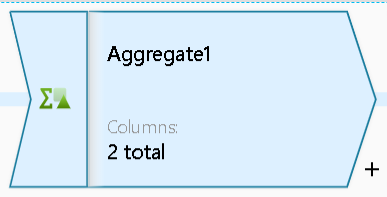 Aggregate1
Columns:
2 total
+